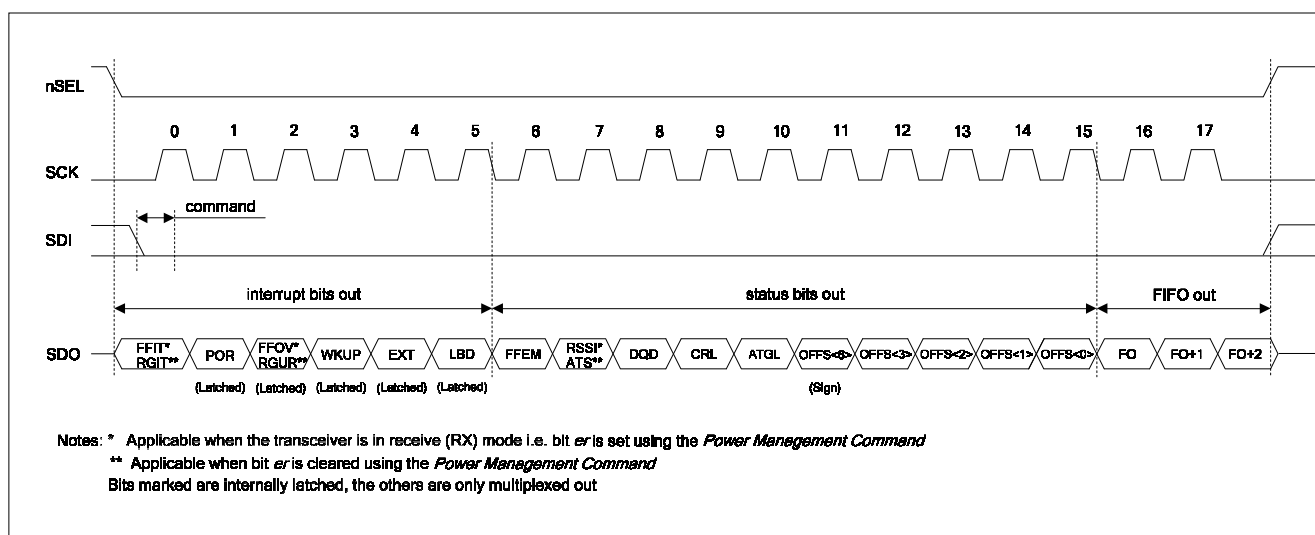 nSEL
0 1 2 3 4 5 6 7 8 9 10 11 12 13 14 15 16 17
SCK
command
SDI
interrupt bits out status bits out FIFO out
SDO
FFIT* RGIT** POR FFOV* RGUR** WKUP EXT LBD FFEM RSSI* ATS** DQD CRL ATGL OFFS<6> OFFS<3> OFFS<2> OFFS<1> OFFS<0> FO FO+1 FO+2
(Latched) (Latched) (Latched) (Latched) (Latched) (Sign)
Notes: * Applicable when the transceiver is in receive (RX) mode i.e. bit er is set using the Power Management Command
** Applicable when bit er is cleared using the Power Management Command
Bits marked are internally latched, the others are only multiplexed out